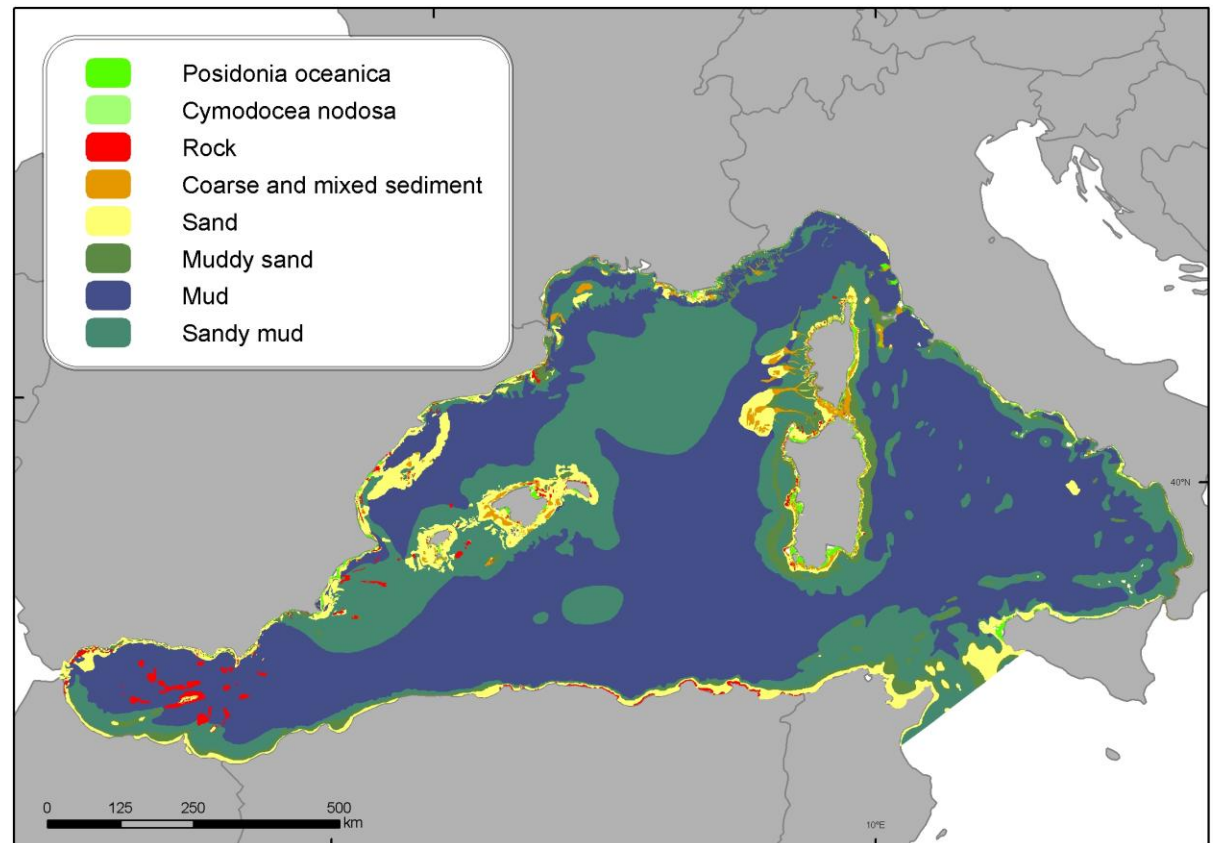 Posidonia oceanica
Cymodocea nodosa
Rock
Coarse and mixed sediment
Sand
Muddy sand
Mud
Sandy mud
40°N
0 125 250 500
km
10°E